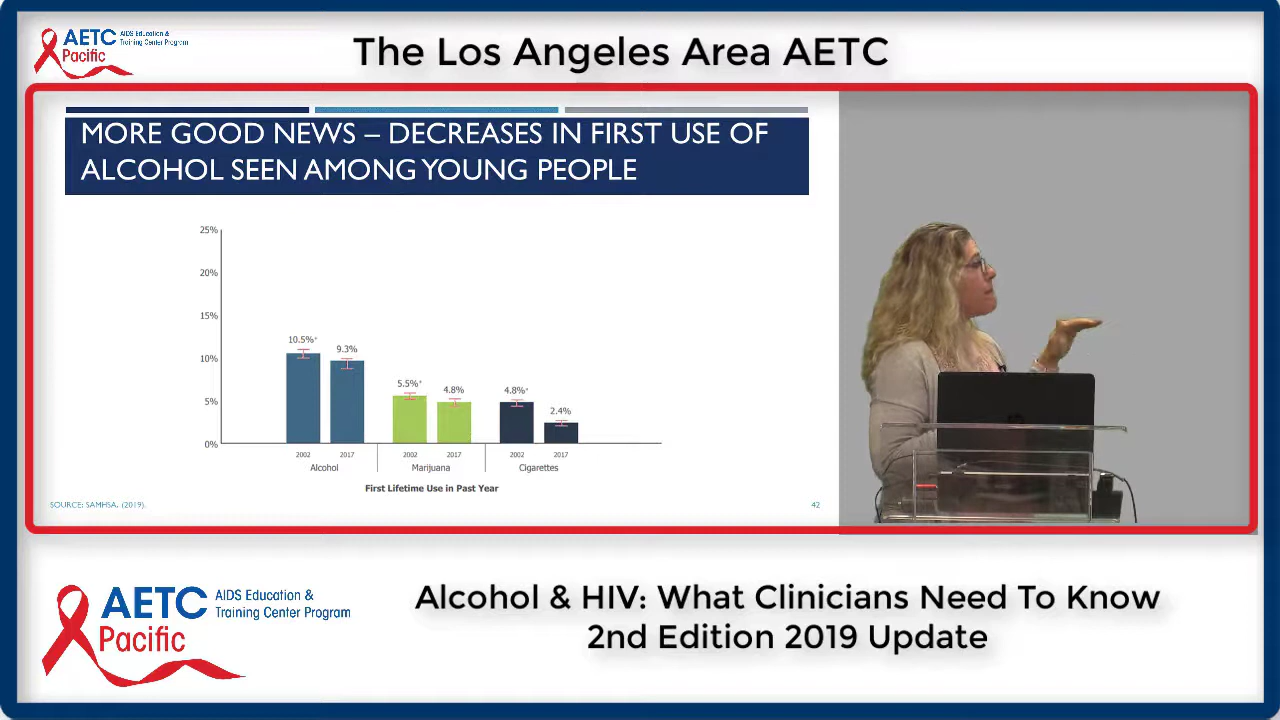 AETC AIDS Education &
Training Center Program
Pacific
The Los Angeles Area AETC
MORE GOOD NEWS – DECREASES IN FIRST USE OF
ALCOHOL SEEN AMONG YOUNG PEOPLE
25%
20%
15%
10%
5%
0%
10.5%+
9.3%
5.5%+
4.8%
4.8%+
2.4%
2002 2017 2002 2017 2002 2017
Alcohol Marijuana Cigarettes
First Lifetime Use in Past Year
SOURCE: SAMHSA, (2019).
42
AETC AIDS Education &
Training Center Program
Pacific
Alcohol & HIV: What Clinicians Need To Know
2nd Edition 2019 Update